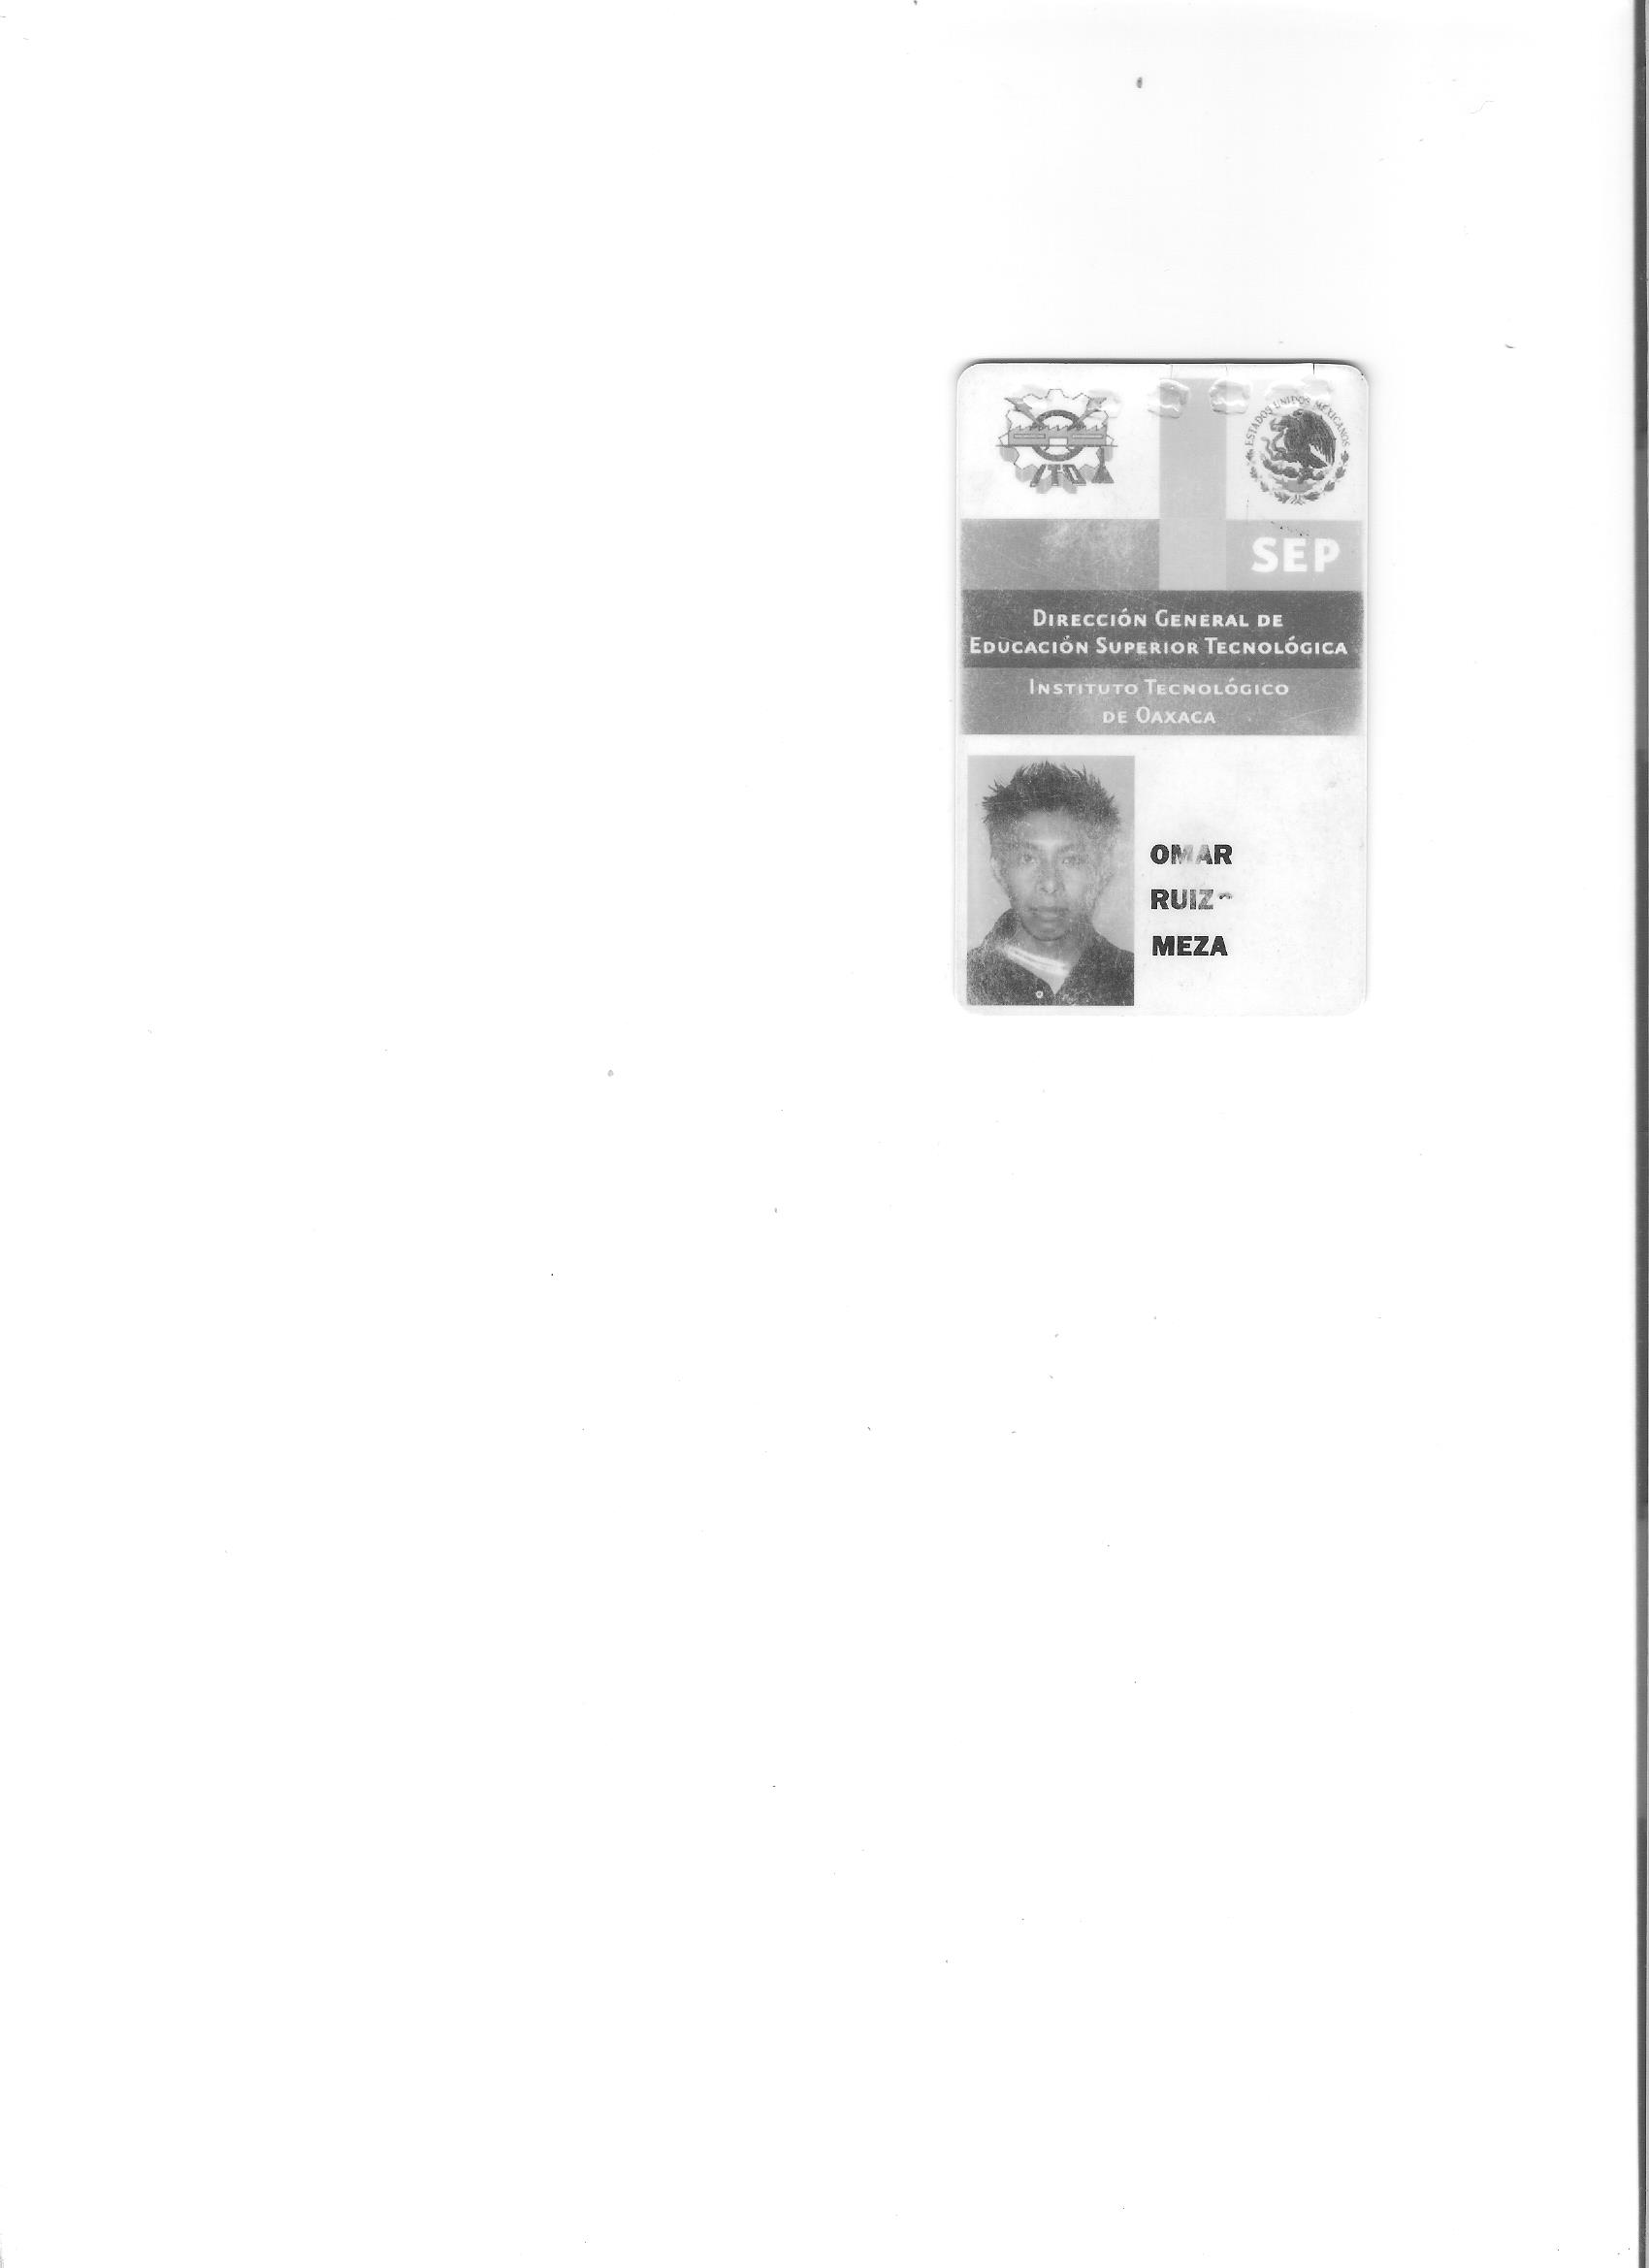 ITO
ESTADOS UNIDOS MEXICANOS
SEP
DIRECCIÓN GENERAL DE
EDUCACIÓN SUPERIOR TECNOLÓGICA
INSTITUTO TECNOLÓGICO
DE OAXACA
OMAR
RUIZ
MEZA